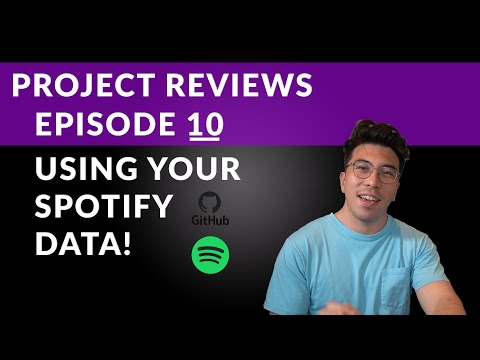 PROJECT REVIEWS
EPISODE 10
USING YOUR
SPOTIFY
DATA!
GitHub